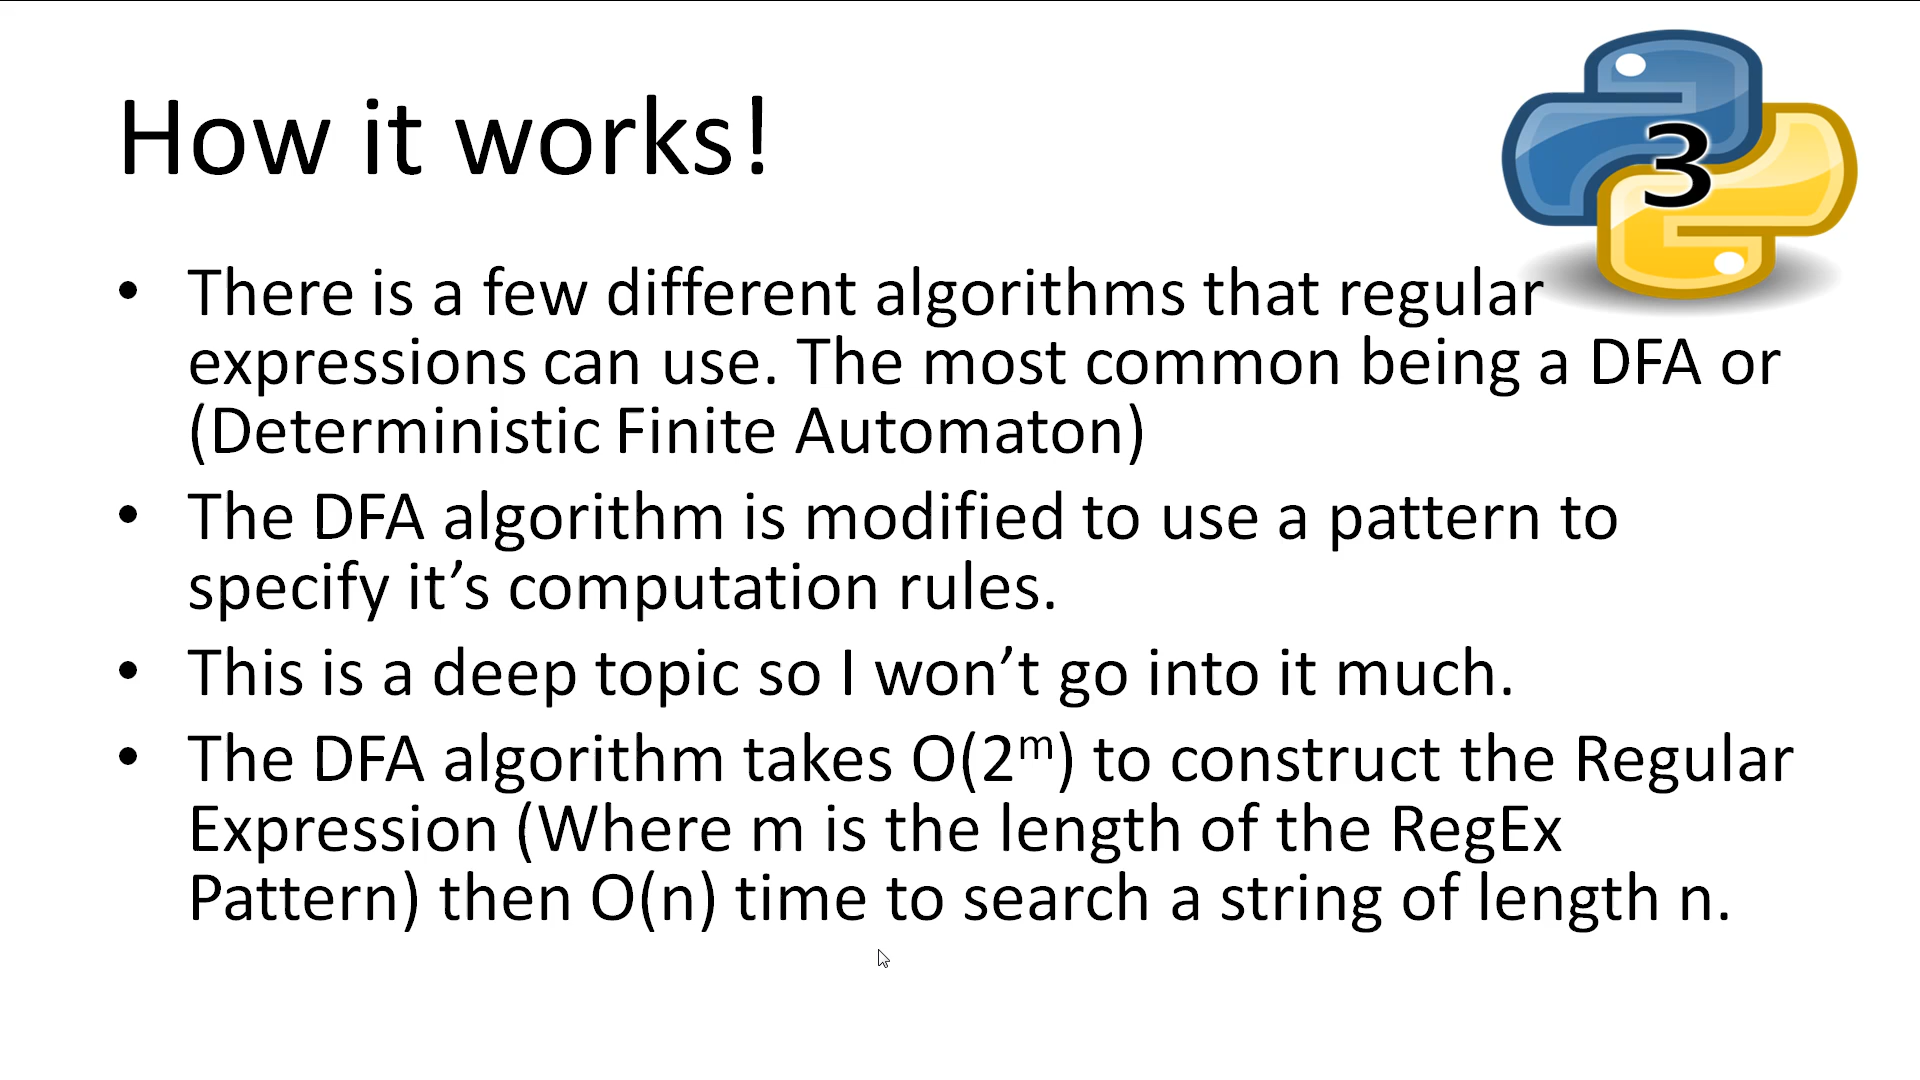 How it works!
3
• There is a few different algorithms that regular
expressions can use. The most common being a DFA or
(Deterministic Finite Automaton)
• The DFA algorithm is modified to use a pattern to
specify it’s computation rules.
• This is a deep topic so I won’t go into it much.
• The DFA algorithm takes O(2ᵐ) to construct the Regular
Expression (Where m is the length of the RegEx
Pattern) then O(n) time to search a string of length n.